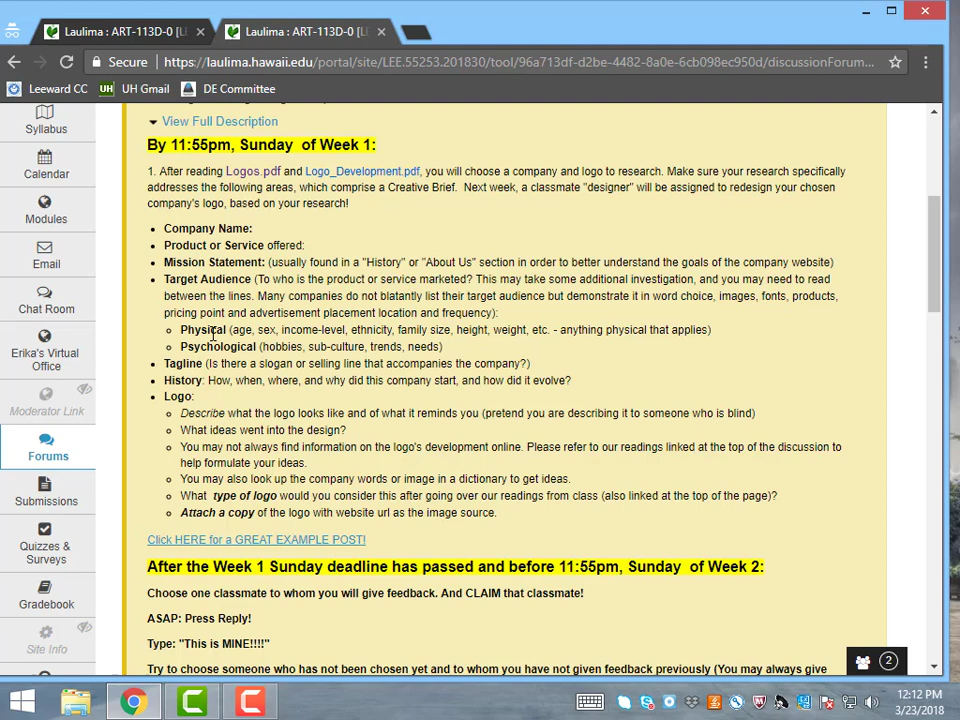 Laulima : ART-113D-0 [L
Laulima : ART-113D-0 [L
Secure
https://laulima.hawaii.edu/portal/site/LEE.55253.201830/tool/96a713df-d2be-4482-8a0e-6cb098ec950d/discussionForum...
Leeward CC
UH
UH Gmail
DE Committee
Syllabus
Calendar
Modules
Email
Chat Room
Erika's Virtual
Office
Moderator Link
Forums
Submissions
Quizzes &
Surveys
Gradebook
Site Info
View Full Description
By 11:55pm, Sunday of Week 1:
1. After reading Logos.pdf and Logo_Development.pdf, you will choose a company and logo to research. Make sure your research specifically
addresses the following areas, which comprise a Creative Brief. Next week, a classmate "designer" will be assigned to redesign your chosen
company's logo, based on your research!
Company Name:
Product or Service offered:
Mission Statement: (usually found in a "History" or "About Us" section in order to better understand the goals of the company website)
Target Audience (To who is the product or service marketed? This may take some additional investigation, and you may need to read
between the lines. Many companies do not blatantly list their target audience but demonstrate it in word choice, images, fonts, products,
pricing point and advertisement placement location and frequency):
Physical (age, sex, income-level, ethnicity, family size, height, weight, etc. - anything physical that applies)
Psychological (hobbies, sub-culture, trends, needs)
Tagline (Is there a slogan or selling line that accompanies the company?)
History: How, when, where, and why did this company start, and how did it evolve?
Logo:
Describe what the logo looks like and of what it reminds you (pretend you are describing it to someone who is blind)
What ideas went into the design?
You may not always find information on the logo's development online. Please refer to our readings linked at the top of the discussion to
help formulate your ideas.
You may also look up the company words or image in a dictionary to get ideas.
What type of logo would you consider this after going over our readings from class (also linked at the top of the page)?
Attach a copy of the logo with website url as the image source.
Click HERE for a GREAT EXAMPLE POST!
After the Week 1 Sunday deadline has passed and before 11:55pm, Sunday of Week 2:
Choose one classmate to whom you will give feedback. And CLAIM that classmate!
ASAP: Press Reply!
Type: "This is MINE!!!!"
Try to choose someone who has not been chosen yet and to whom you have not given feedback previously (You may always give
2
12:12 PM
3/23/2018